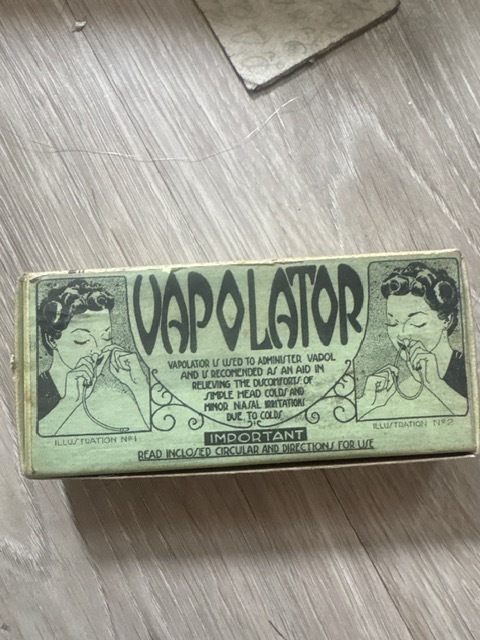 VAPOLATOR
VAPOLATOR IS USED TO ADMINISTER VADOL
AND IS RECOMENDED AS AN AID IN
RELIEVING THE DISCOMFORTS OF
SIMPLE HEAD COLDS AND
MINOR NASAL IRRITATIONS
DUE TO COLDS
ILLUSTRATION Nº1
ILLUSTRATION Nº2
IMPORTANT
READ INCLOSED CIRCULAR AND DIRECTIONS FOR USE